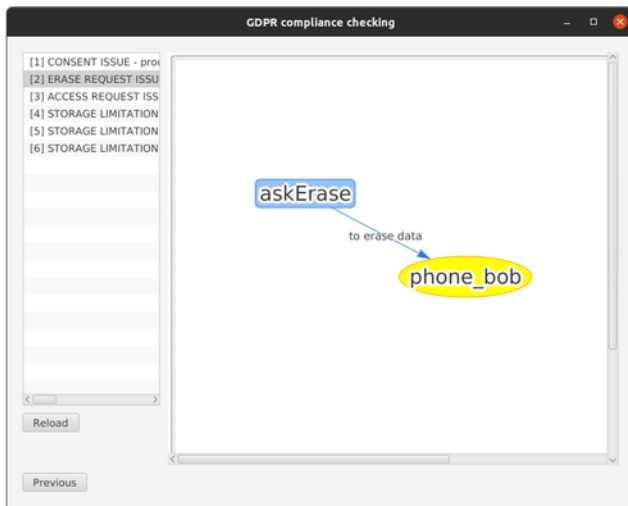 GDPR compliance checking
[1] CONSENT ISSUE - pro
[2] ERASE REQUEST ISSU
[3] ACCESS REQUEST ISS
[4] STORAGE LIMITATION
[5] STORAGE LIMITATION
[6] STORAGE LIMITATION
askErase
to erase data
phone_bob
Reload
Previous